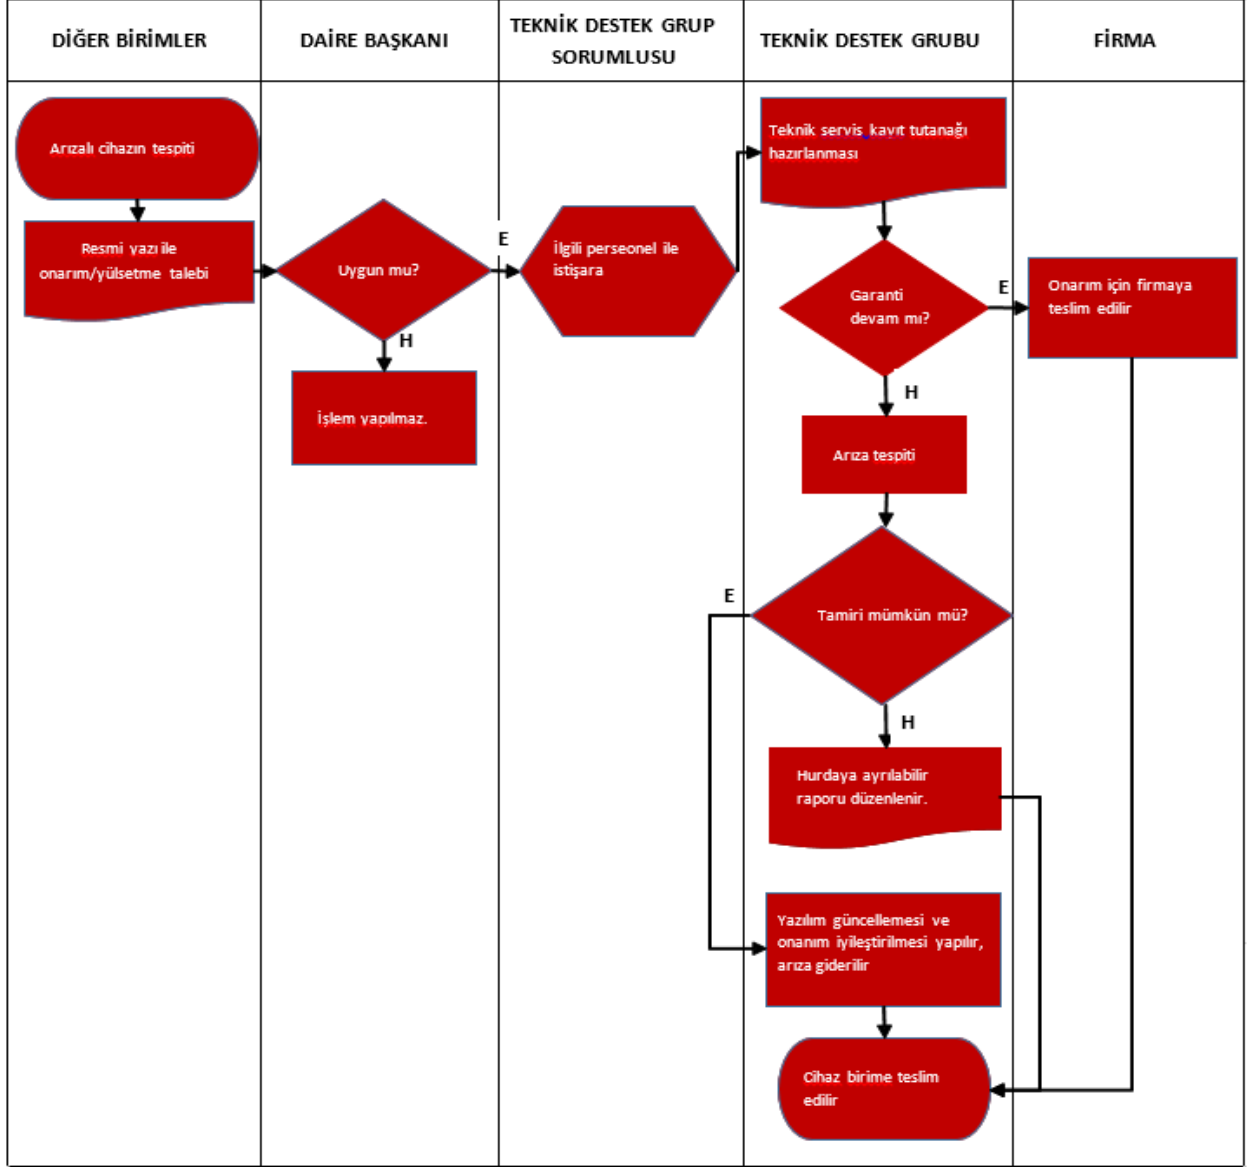 DİĞER BİRİMLER
DAİRE BAŞKANI
TEKNİK DESTEK GRUP
SORUMLUSU
TEKNİK DESTEK GRUBU
FİRMA
Arızalı cihazın tespiti
Resmi yazı ile
onarım/yülsetme talebi
Uygun mu?
E
H
İşlem yapılmaz.
İlgili perseonel ile
istişara
Teknik servis kayıt tutanağı
hazırlanması
Garanti
devam mı?
E
Onarım için firmaya
teslim edilir
H
Arıza tespiti
Tamiri mümkün mü?
E
H
Hurdaya ayrılabilir
raporu düzenlenir.
Yazılım güncellemesi ve
onanım iyileştirilmesi yapılır,
arıza giderilir
Cihaz birime teslim
edilir